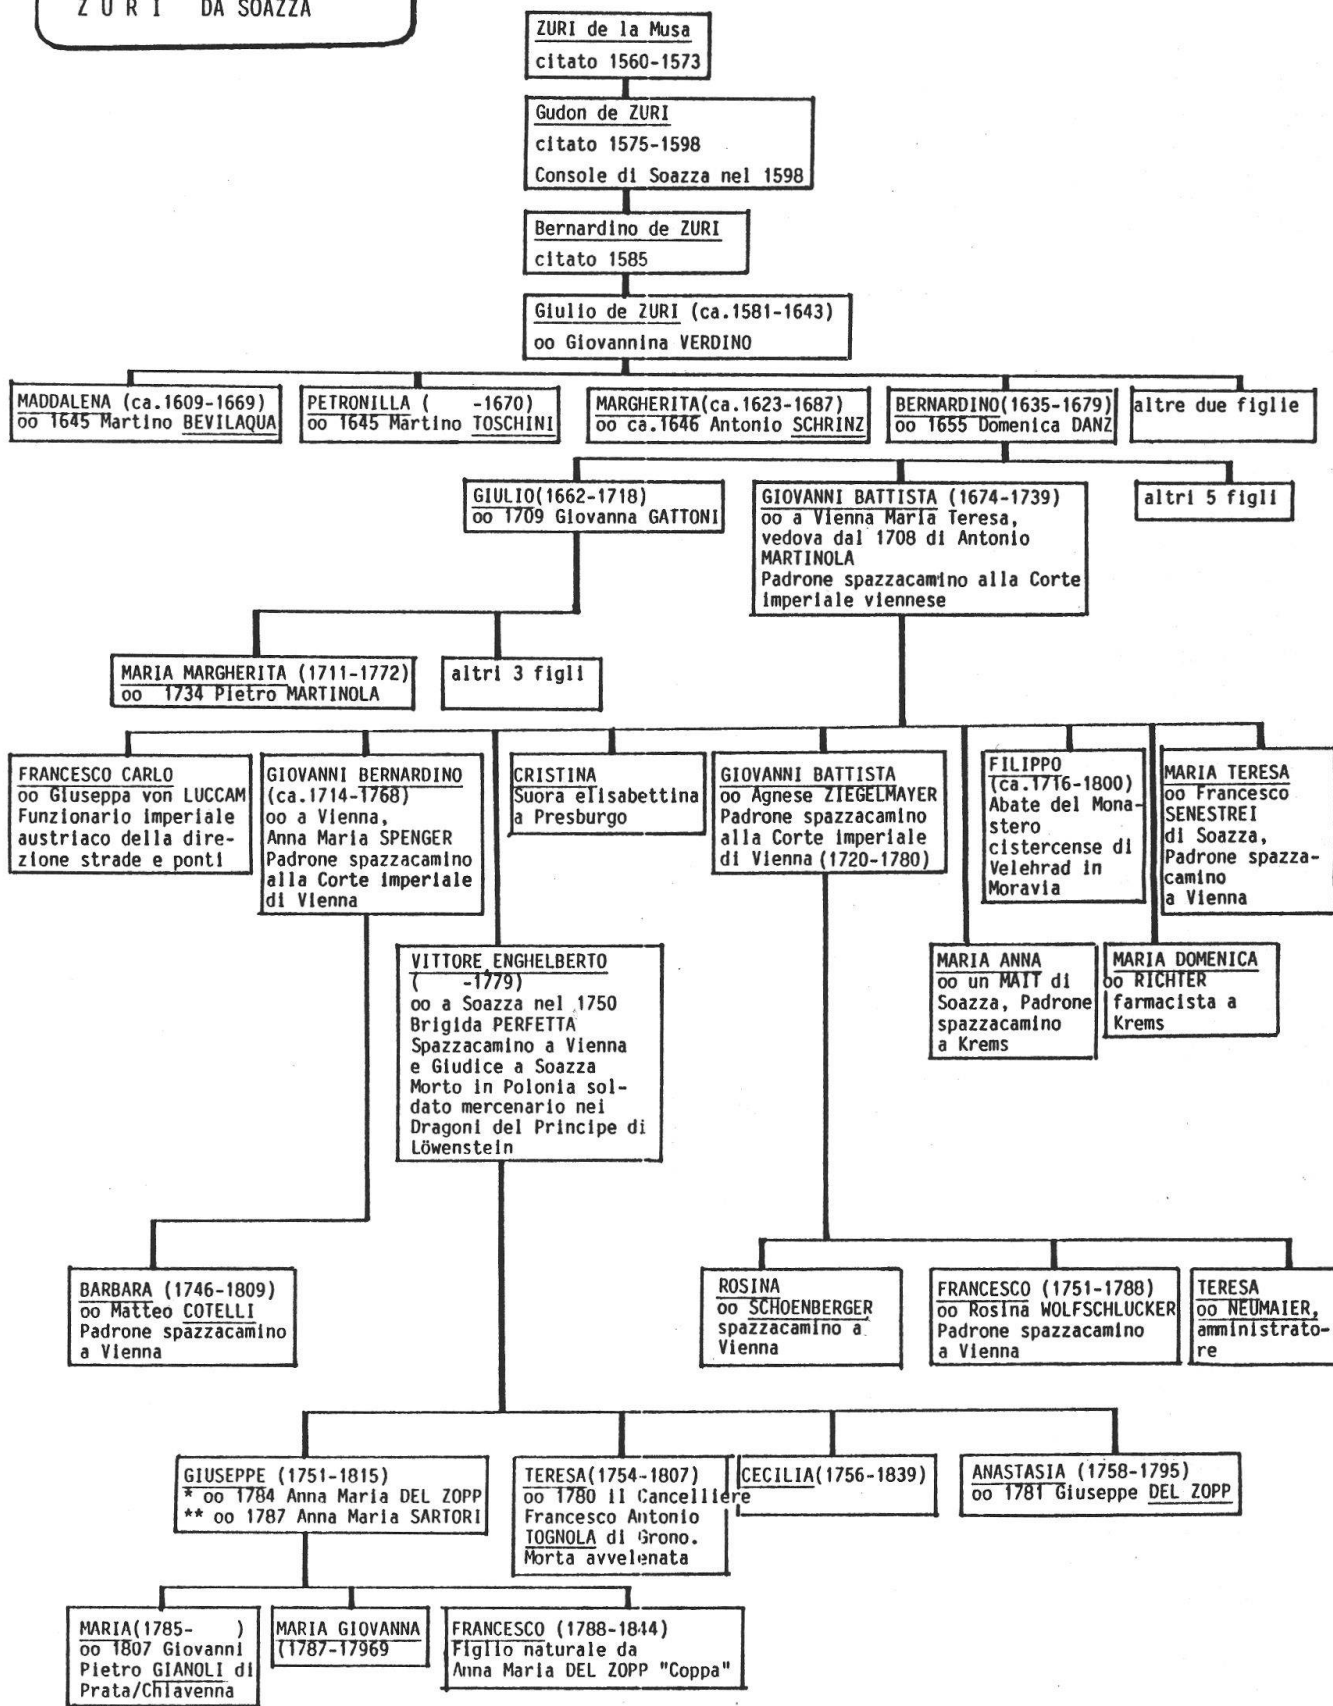 Z U R I DA SOAZZA
ZURI de la Musa
citato 1560-1573
Gudon de ZURI
citato 1575-1598
Console di Soazza nel 1598
Bernardino de ZURI
citato 1585
Giulio de ZURI (ca.1581-1643)
oo Giovannina VERDINO
MADDALENA (ca.1609-1669)
oo 1645 Martino BEVILAQUA
PETRONILLA ( -1670)
oo 1645 Martino TOSCHINI
MARGHERITA(ca.1623-1687)
oo ca.1646 Antonio SCHRINZ
BERNARDINO(1635-1679)
oo 1655 Domenica DANZ
altre due figlie
GIULIO(1662-1718)
oo 1709 Giovanna GATTONI
GIOVANNI BATTISTA (1674-1739)
oo a Vienna Maria Teresa,
vedova dal 1708 di Antonio
MARTINOLA
Padrone spazzacamino alla Corte
imperiale viennese
altri 5 figli
MARIA MARGHERITA (1711-1772)
oo 1734 Pietro MARTINOLA
altri 3 figli
FRANCESCO CARLO
oo Giuseppa von LUCCAM
Funzionario imperiale
austriaco della dire-
zione strade e ponti
GIOVANNI BERNARDINO
(ca.1714-1768)
oo a Vienna,
Anna Maria SPENGER
Padrone spazzacamino
alla Corte imperiale
di Vienna
CRISTINA
Suora elisabettina
a Presburgo
GIOVANNI BATTISTA
oo Agnese ZIEGELMAYER
Padrone spazzacamino
alla Corte imperiale
di Vienna (1720-1780)
FILIPPO
(ca.1716-1800)
Abate del Mona-
stero
cistercense di
Velehrad in
Moravia
MARIA TERESA
oo Francesco
SENESTREI
di Soazza,
Padrone spazza-
camino
a Vienna
VITTORE ENGHELBERTO
( -1779)
oo a Soazza nel 1750
Brigida PERFETTA
Spazzacamino a Vienna
e Giudice a Soazza
Morto in Polonia sol-
dato mercenario nei
Dragoni del Principe di
Löwenstein
MARIA ANNA
oo un MAIT di
Soazza, Padrone
spazzacamino
a Krems
MARIA DOMENICA
oo RICHTER
farmacista a
Krems
BARBARA (1746-1809)
oo Matteo COTELLI
Padrone spazzacamino
a Vienna
ROSINA
oo SCHOENBERGER
spazzacamino a
Vienna
FRANCESCO (1751-1788)
oo Rosina WOLFSCHLUCKER
Padrone spazzacamino
a Vienna
TERESA
oo NEUMAIER,
amministrato-
re
GIUSEPPE (1751-1815)
* oo 1784 Anna Maria DEL ZOPP
** oo 1787 Anna Maria SARTORI
TERESA(1754-1807)
oo 1780 il Cancelliere
Francesco Antonio
TOGNOLA di Grono.
Morta avvelenata
CECILIA(1756-1839)
ANASTASIA (1758-1795)
oo 1781 Giuseppe DEL ZOPP
MARIA(1785- )
oo 1807 Giovanni
Pietro GIANOLI di
Prata/Chiavenna
MARIA GIOVANNA
(1787-17969
FRANCESCO (1788-1844)
Figlio naturale da
Anna Maria DEL ZOPP "Coppa"